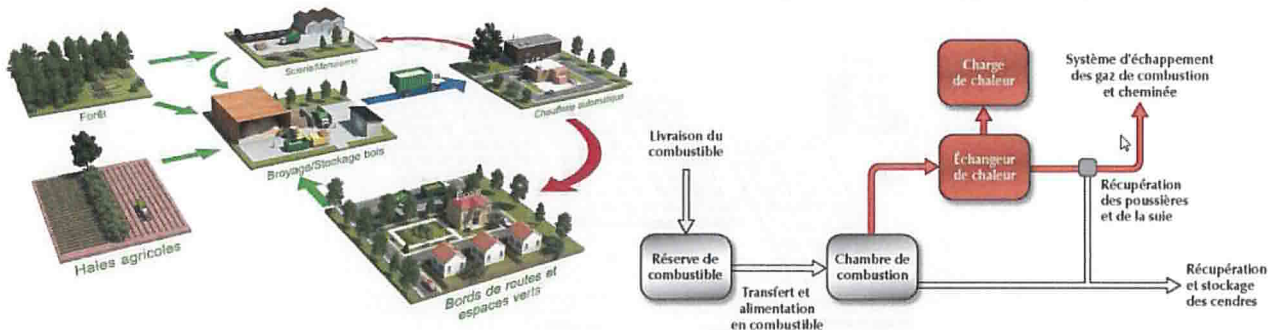 Forêt
Scierie/Menuiserie
Chaufferie automatique
Broyage/Stockage bois
Haies agricoles
Bords de routes et
espaces verts
Livraison du
combustible
Réserve de
combustible
Transfert et
alimentation
en combustible
Chambre de
combustion
Charge
de chaleur
Échangeur
de chaleur
Système d'échappement
des gaz de combustion
et cheminée
Récupération
des poussières
et de la suie
Récupération
et stockage
des cendres